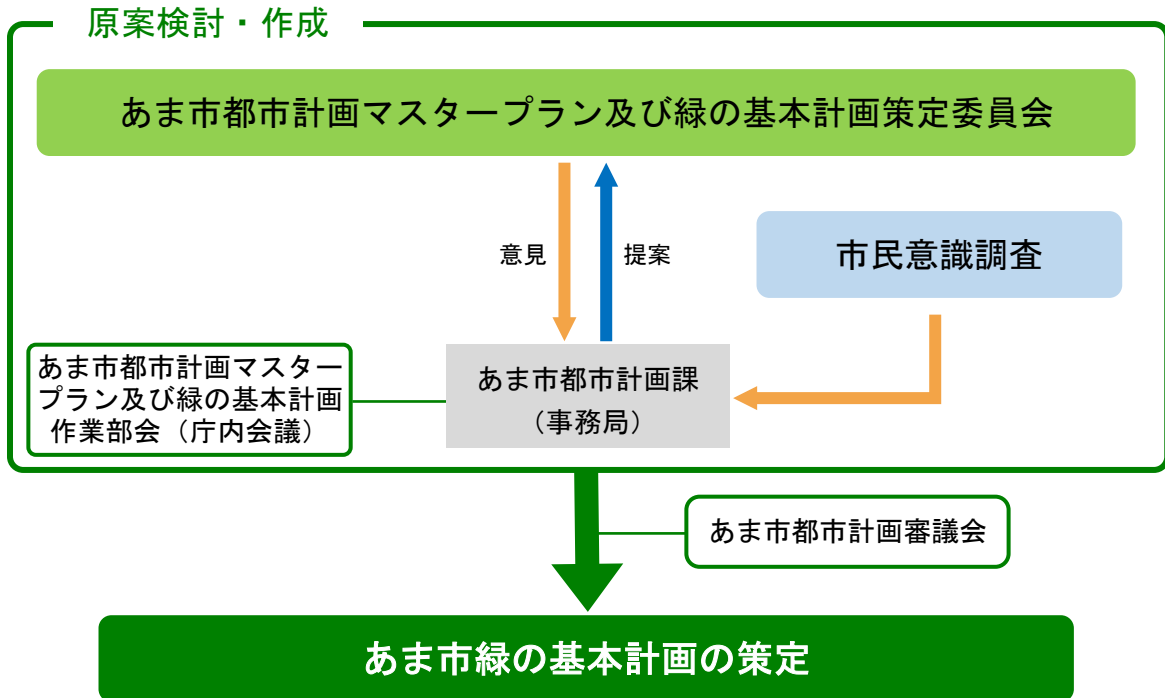 原案検討・作成
あま市都市計画マスタープラン及び緑の基本計画策定委員会
意見
提案
市民意識調査
あま市都市計画マスター
プラン及び緑の基本計画
作業部会（庁内会議）
あま市都市計画課
（事務局）
あま市都市計画審議会
あま市緑の基本計画の策定